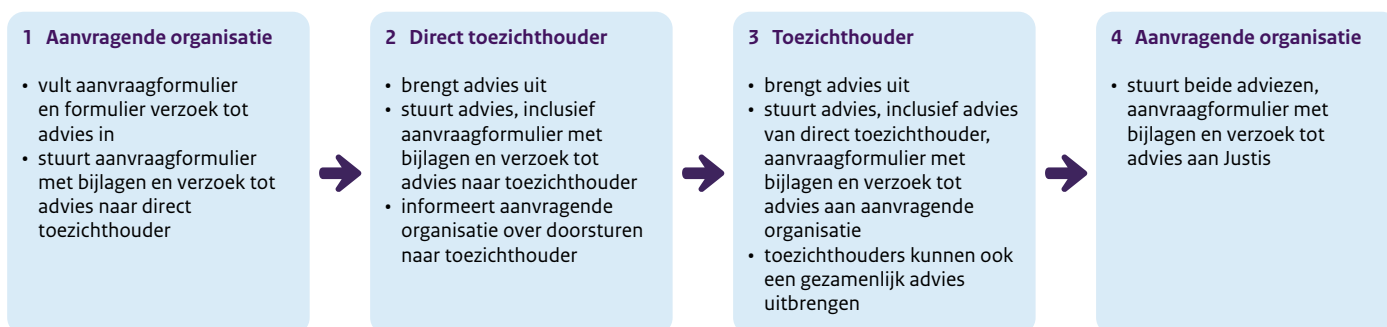 1 Aanvragende organisatie
• vult aanvraagformulier
en formulier verzoek tot
advies in
• stuurt aanvraagformulier
met bijlagen en verzoek tot
advies naar direct
toezichthouder
2 Direct toezichthouder
• brengt advies uit
• stuurt advies, inclusief
aanvraagformulier met
bijlagen en verzoek tot
advies naar toezichthouder
• informeert aanvragende
organisatie over doorsturen
naar toezichthouder
3 Toezichthouder
• brengt advies uit
• stuurt advies, inclusief advies
van direct toezichthouder,
aanvraagformulier met
bijlagen en verzoek tot
advies aan aanvragende
organisatie
• toezichthouders kunnen ook
een gezamenlijk advies
uitbrengen
4 Aanvragende organisatie
• stuurt beide adviezen,
aanvraagformulier met
bijlagen en verzoek tot
advies aan Justis